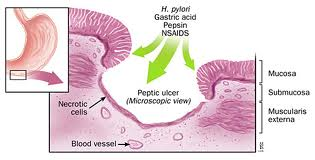 H. pylori
Gastric acid
Pepsin
NSAIDS
Mucosa
Peptic ulcer
(Microscopic view)
Submucosa
Necrotic
cells
Muscularis
externa
Blood vessel